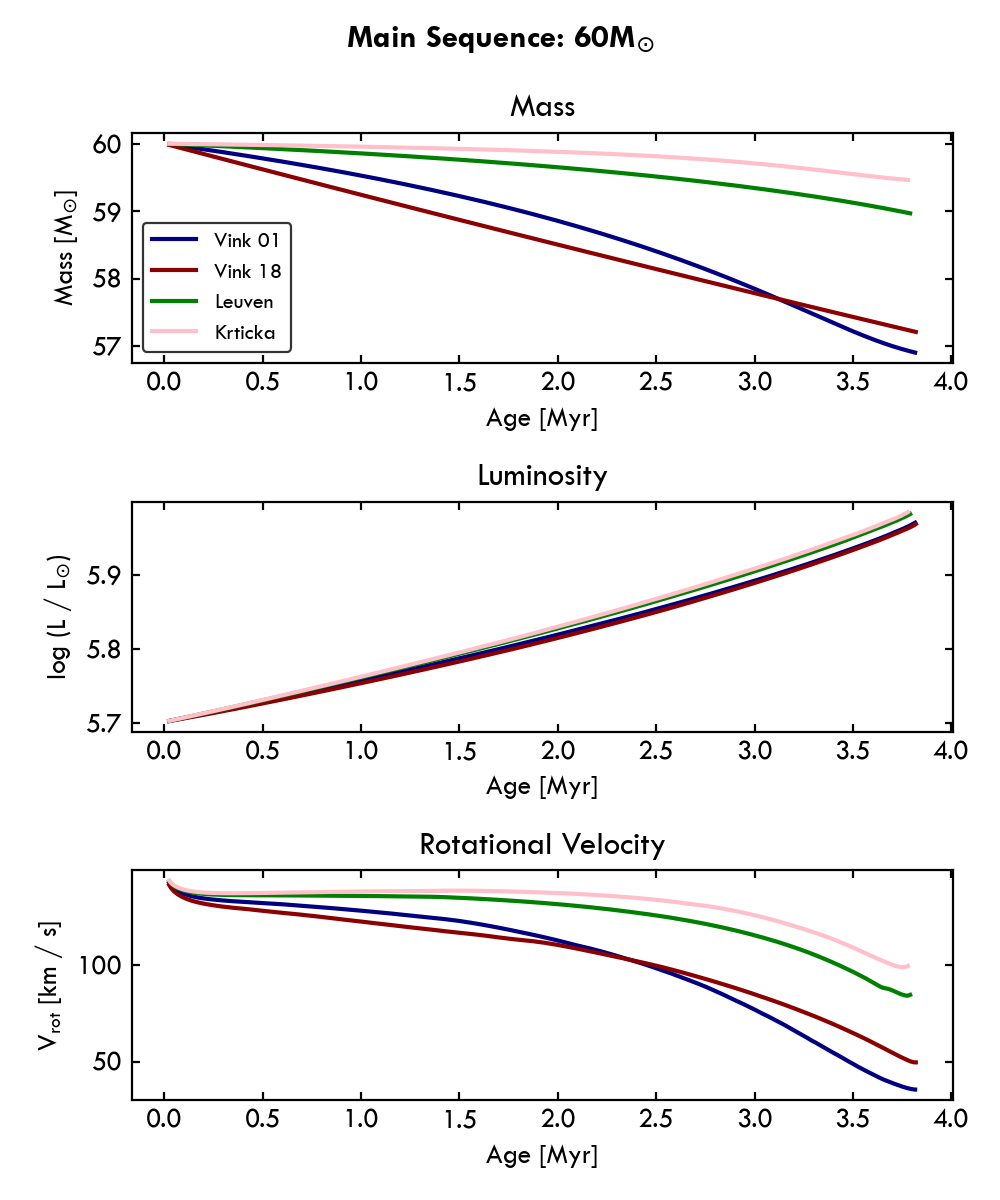 Main Sequence: 60M☉
Mass
Mass [M☉]
60
59
58
57
Vink 01
Vink 18
Leuven
Krticka
0.0 0.5 1.0 1.5 2.0 2.5 3.0 3.5 4.0
Age [Myr]
Luminosity
log (L / L☉)
5.9
5.8
5.7
0.0 0.5 1.0 1.5 2.0 2.5 3.0 3.5 4.0
Age [Myr]
Rotational Velocity
Vrot [km / s]
100
50
0.0 0.5 1.0 1.5 2.0 2.5 3.0 3.5 4.0
Age [Myr]